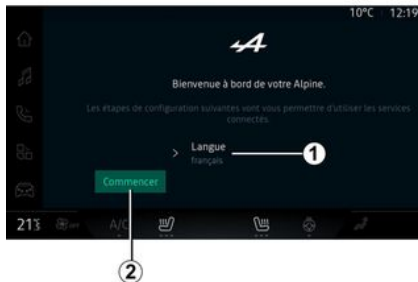 10°C 12:19
Bienvenue à bord de votre Alpine.
Les étapes de configuration suivantes vont vous permettre d'utiliser les services
connectés.
> Langue
français
1
Commencer
21°5 OFF A/C
2